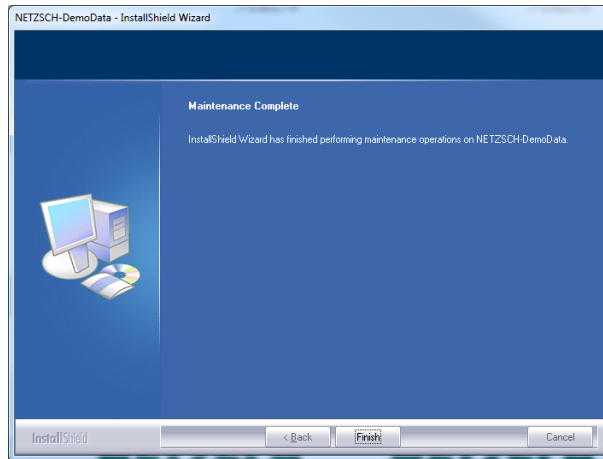 NETZSCH-DemoData - InstallShield Wizard
Maintenance Complete
InstallShield Wizard has finished performing maintenance operations on NETZSCH-DemoData.
InstallShield
< Back
Finish
Cancel